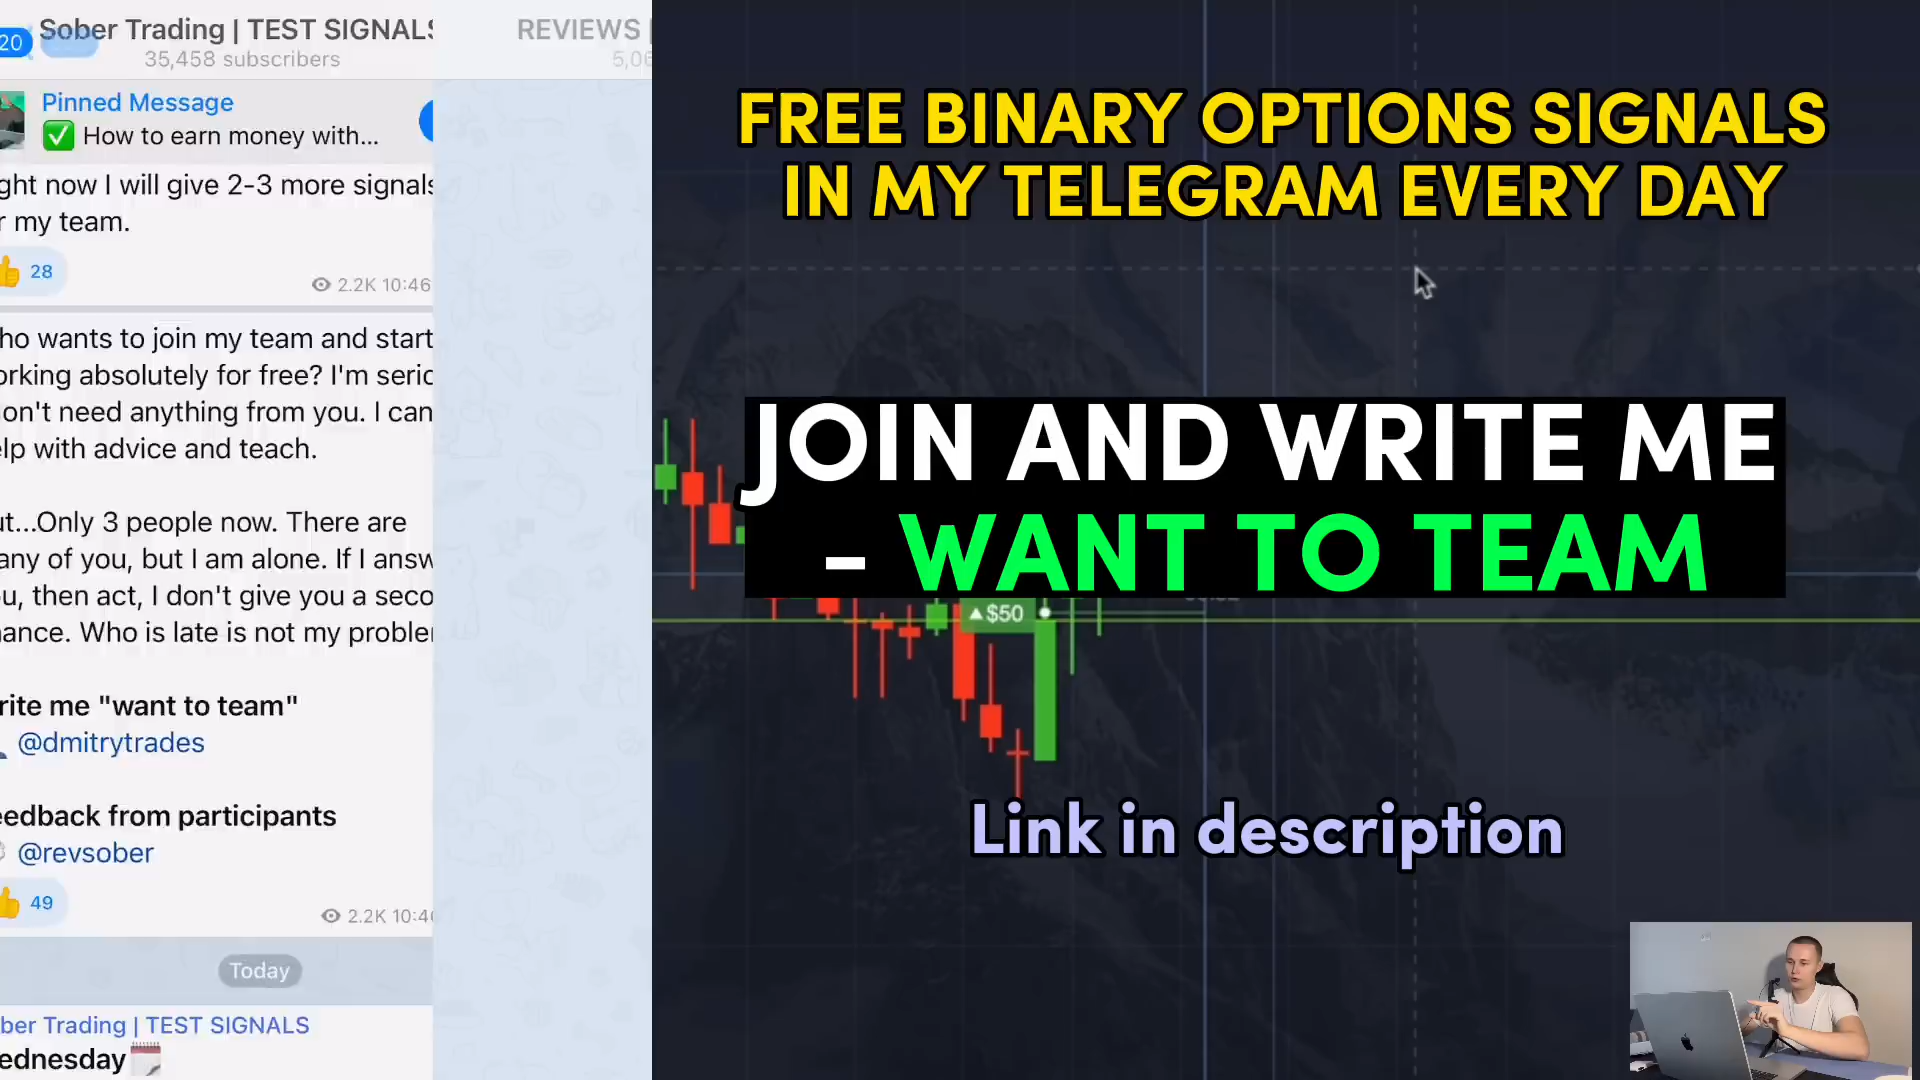 20
Sober Trading | TEST SIGNALS
35,458 subscribers
REVIEWS |
5,06
Pinned Message
✅ How to earn money with...
ght now I will give 2-3 more signals
r my team.
👍 28
2.2K 10:46
ho wants to join my team and start
orking absolutely for free? I'm serio
on't need anything from you. I can
elp with advice and teach.
ut...Only 3 people now. There are
any of you, but I am alone. If I answ
u, then act, I don't give you a seco
ance. Who is late is not my problem
rite me "want to team"
@dmitrytrades
eedback from participants
@revsober
👍 49
2.2K 10:46
Today
ber Trading | TEST SIGNALS
ednesday
FREE BINARY OPTIONS SIGNALS
IN MY TELEGRAM EVERY DAY
JOIN AND WRITE ME
- WANT TO TEAM
▲$50
Link in description